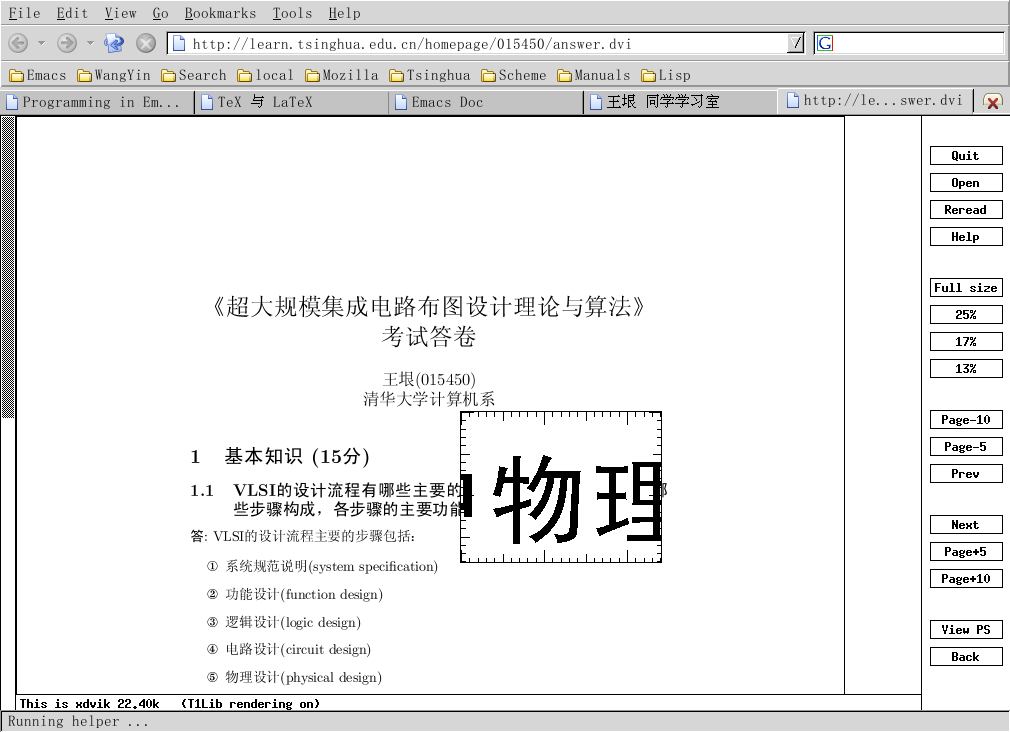 File Edit View Go Bookmarks Tools Help
http://learn.tsinghua.edu.cn/homepage/015450/answer.dvi
G
Emacs WangYin Search local Mozilla Tsinghua Scheme Manuals Lisp
Programming in Em... TeX 与 LaTeX Emacs Doc 王垠 同学学习室 http://le...swer.dvi
《超大规模集成电路布图设计理论与算法》
考试答卷
王垠(015450)
清华大学计算机系
1 基本知识 (15分)
1.1 VLSI的设计流程有哪些主要的
些步骤构成，各步骤的主要功能
物理
答: VLSI的设计流程主要的步骤包括:
① 系统规范说明(system specification)
② 功能设计(function design)
③ 逻辑设计(logic design)
④ 电路设计(circuit design)
⑤ 物理设计(physical design)
Quit
Open
Reread
Help
Full size
25%
17%
13%
Page-10
Page-5
Prev
Next
Page+5
Page+10
View PS
Back
This is xdvik 22.40k (T1Lib rendering on)
Running helper ...